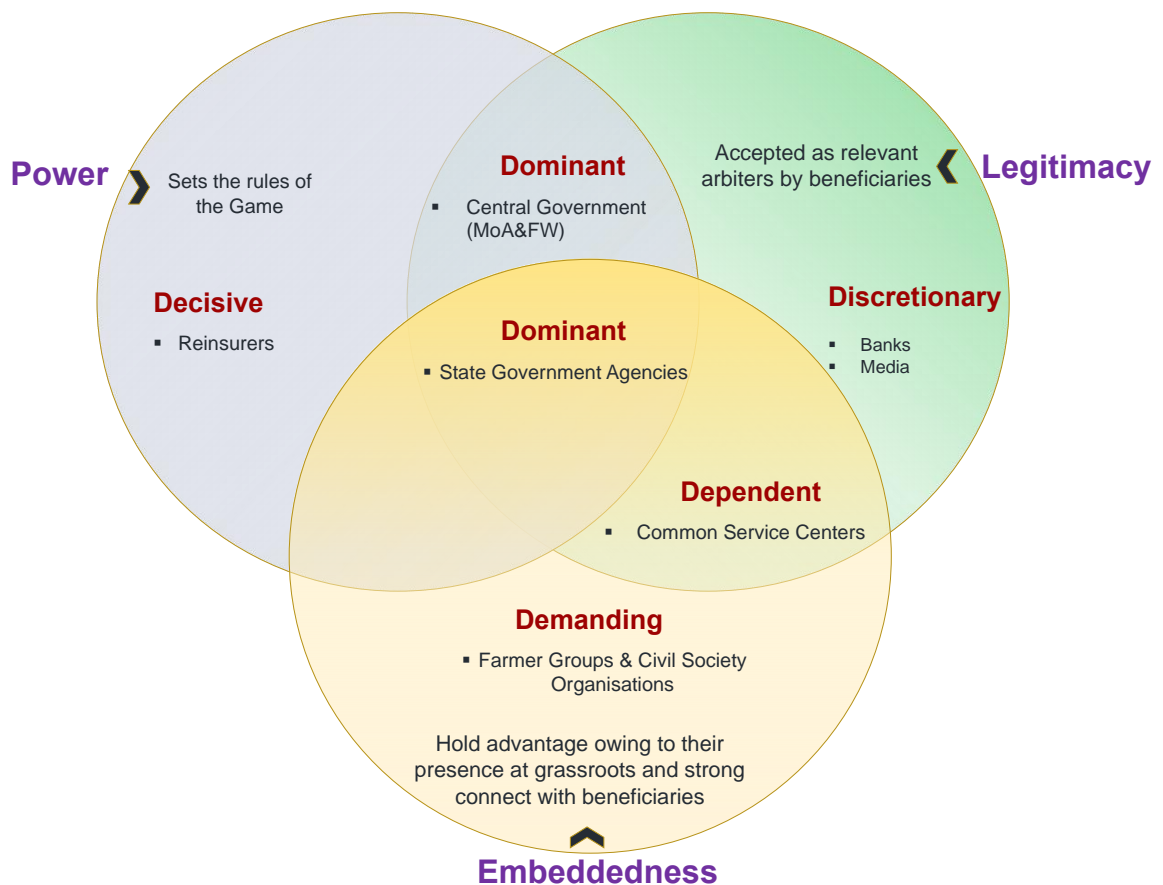 Power
Sets the rules of
the Game
Dominant
▪ Central Government
(MoA&FW)
Accepted as relevant
arbiters by beneficiaries
Legitimacy
Decisive
▪ Reinsurers
Dominant
▪ State Government Agencies
Discretionary
▪ Banks
▪ Media
Dependent
▪ Common Service Centers
Demanding
▪ Farmer Groups & Civil Society
Organisations
Hold advantage owing to their
presence at grassroots and strong
connect with beneficiaries
Embeddedness